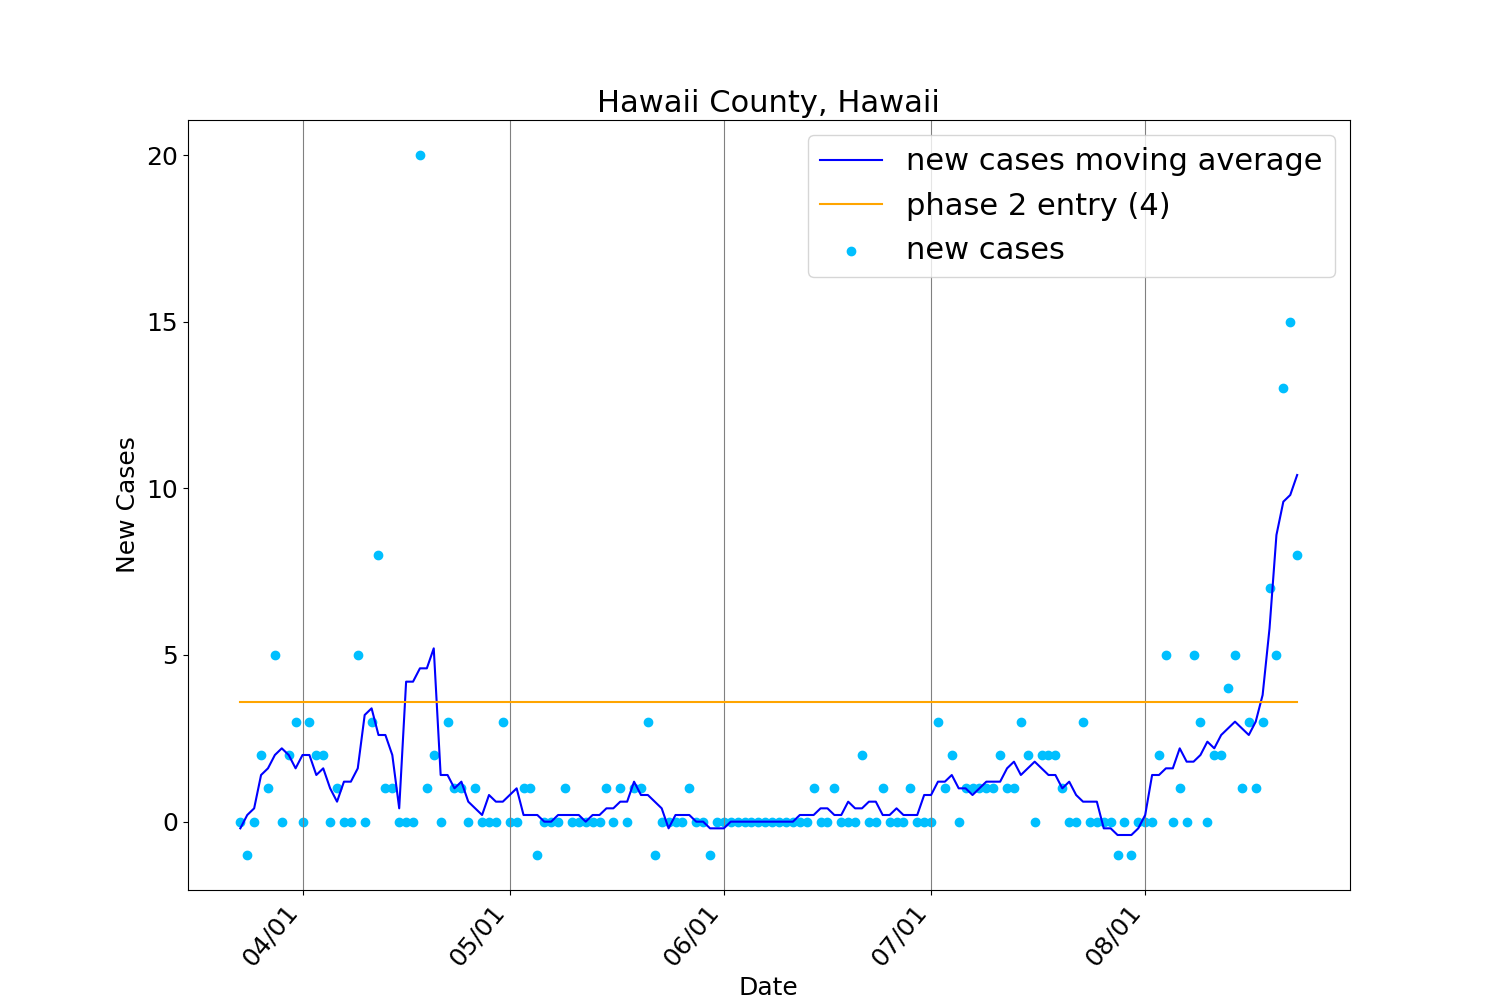 Hawaii County, Hawaii
new cases moving average
phase 2 entry (4)
new cases
20
15
10
5
0
New Cases
04/01
05/01
06/01
07/01
08/01
Date